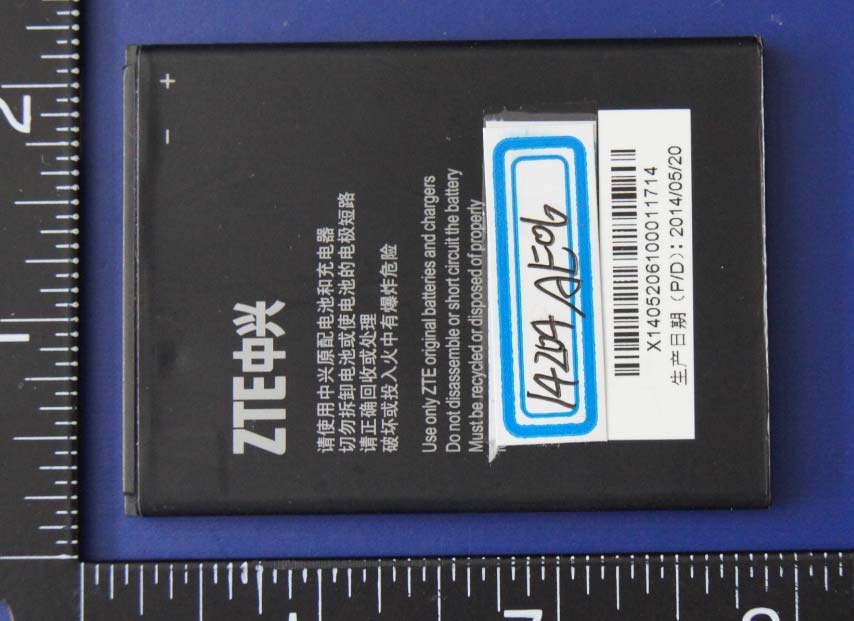 +
-
ZTE中兴
请使用中兴原配电池和充电器
切勿拆卸电池或使电池的电极短路
请正确回收或处理
破坏或投入火中有爆炸危险
Use only ZTE original batteries and chargers
Do not disassemble or short circuit the battery
Must be recycled or disposed of properly
14204 AE06
X1405206100011714
生产日期(P/D): 2014/05/20
2
1